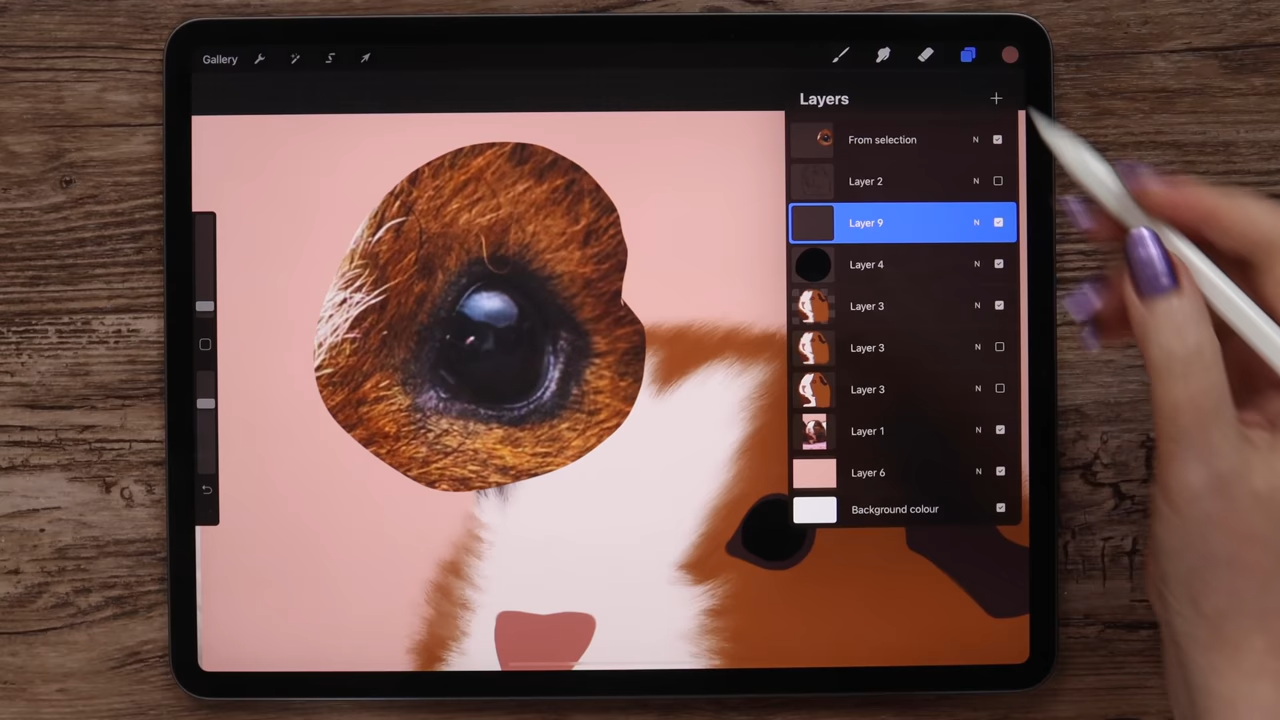 Gallery
Layers
From selection N
Layer 2 N
Layer 9 N
Layer 4 N
Layer 3 N
Layer 3 N
Layer 3 N
Layer 1 N
Layer 6 N
Background colour